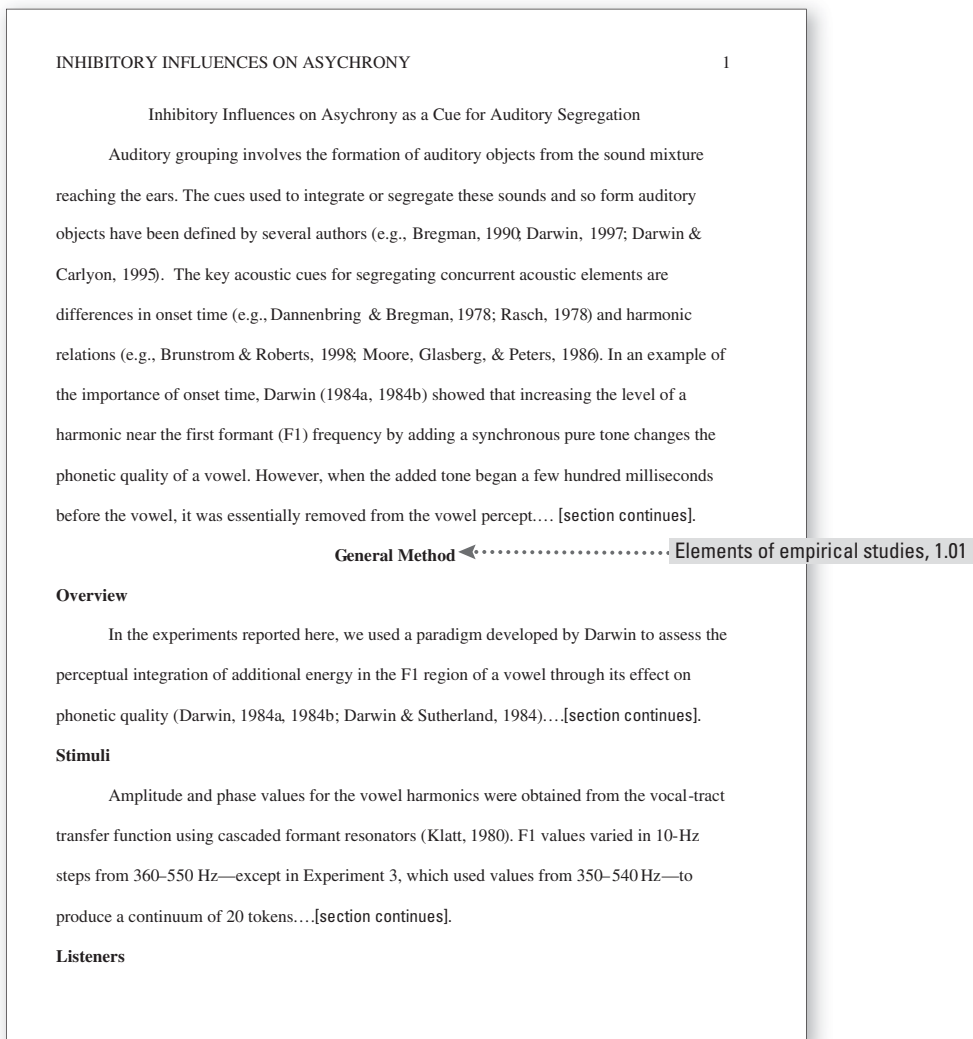 INHIBITORY INFLUENCES ON ASYCHRONY 1
Inhibitory Influences on Asychrony as a Cue for Auditory Segregation
Auditory grouping involves the formation of auditory objects from the sound mixture
reaching the ears. The cues used to integrate or segregate these sounds and so form auditory
objects have been defined by several authors (e.g., Bregman, 1990; Darwin, 1997; Darwin &
Carlyon, 1995). The key acoustic cues for segregating concurrent acoustic elements are
differences in onset time (e.g., Dannenbring & Bregman, 1978; Rasch, 1978) and harmonic
relations (e.g., Brunstrom & Roberts, 1998; Moore, Glasberg, & Peters, 1986). In an example of
the importance of onset time, Darwin (1984a, 1984b) showed that increasing the level of a
harmonic near the first formant (F1) frequency by adding a synchronous pure tone changes the
phonetic quality of a vowel. However, when the added tone began a few hundred milliseconds
before the vowel, it was essentially removed from the vowel percept.… [section continues].
General Method Elements of empirical studies, 1.01
Overview
In the experiments reported here, we used a paradigm developed by Darwin to assess the
perceptual integration of additional energy in the F1 region of a vowel through its effect on
phonetic quality (Darwin, 1984a, 1984b; Darwin & Sutherland, 1984).…[section continues].
Stimuli
Amplitude and phase values for the vowel harmonics were obtained from the vocal-tract
transfer function using cascaded formant resonators (Klatt, 1980). F1 values varied in 10-Hz
steps from 360–550 Hz—except in Experiment 3, which used values from 350–540 Hz—to
produce a continuum of 20 tokens.…[section continues].
Listeners